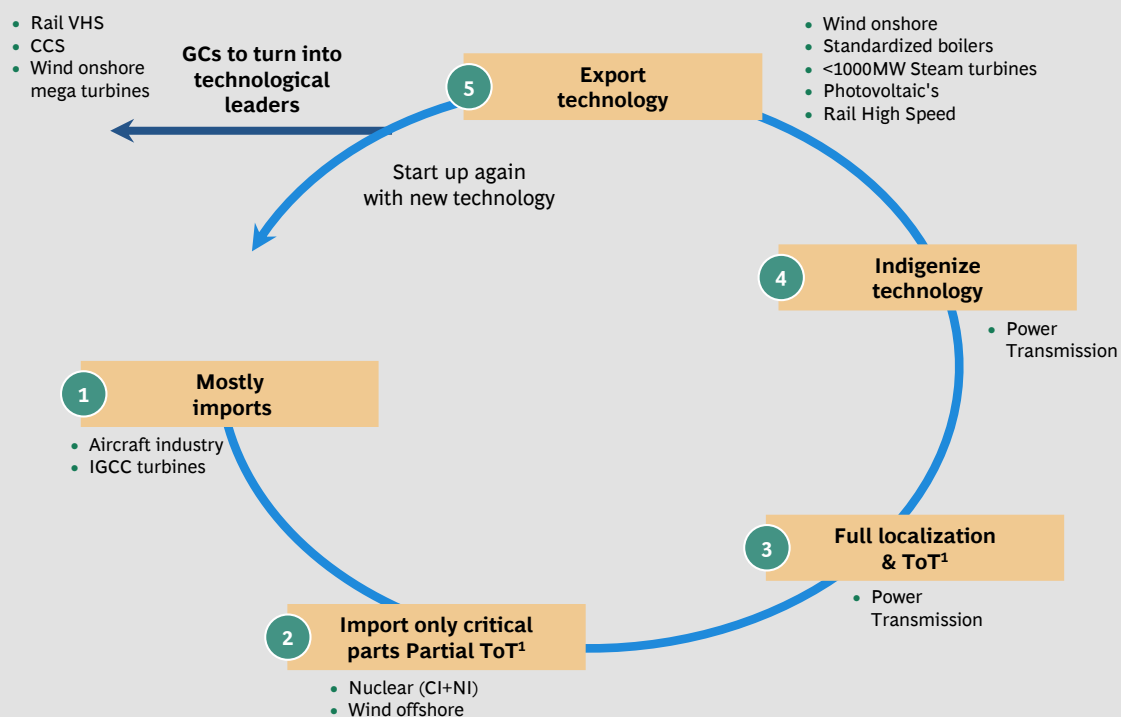 • Rail VHS
• CCS
• Wind onshore
mega turbines
GCs to turn into
technological
leaders
5
Export
technology
• Wind onshore
• Standardized boilers
• <1000MW Steam turbines
• Photovoltaic's
• Rail High Speed
Start up again
with new technology
4
Indigenize
technology
• Power
Transmission
1
Mostly
imports
• Aircraft industry
• IGCC turbines
3
Full localization
& ToT¹
• Power
Transmission
2
Import only critical
parts Partial ToT¹
• Nuclear (CI+NI)
• Wind offshore